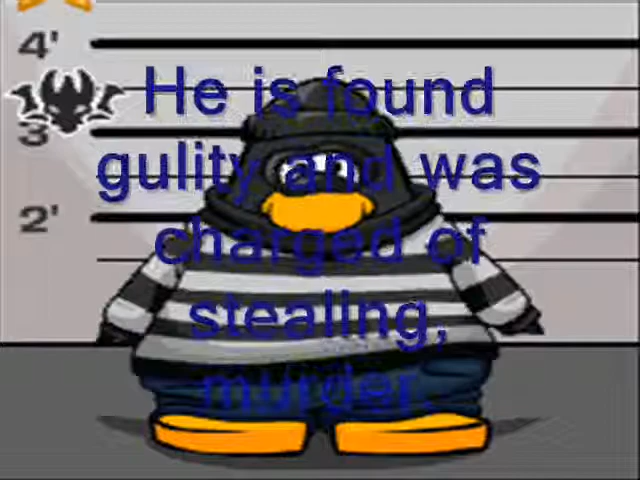 4'
He is found
3'
gulity and was
2'
charged of
stealing,
murder.